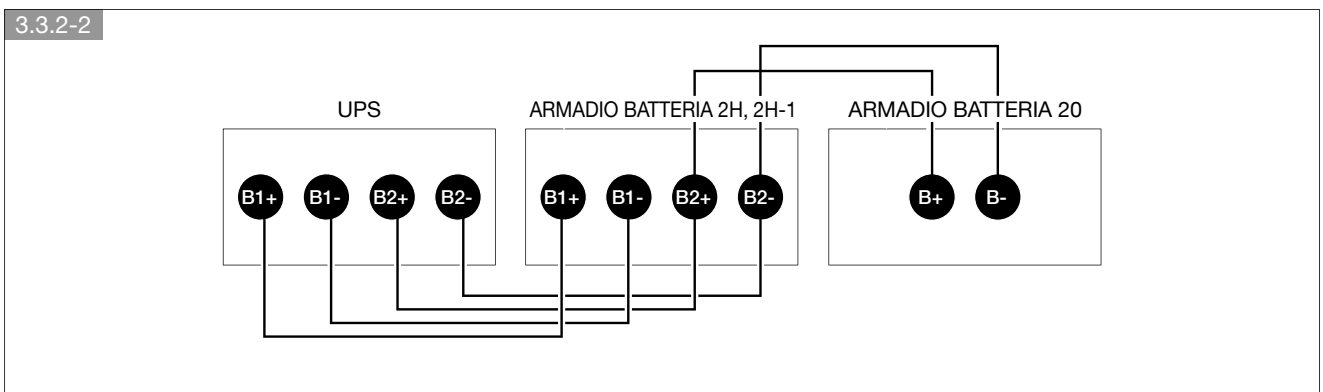 3.3.2-2
UPS
ARMADIO BATTERIA 2H, 2H-1
ARMADIO BATTERIA 20
B1+ B1- B2+ B2-
B1+ B1- B2+ B2-
B+ B-